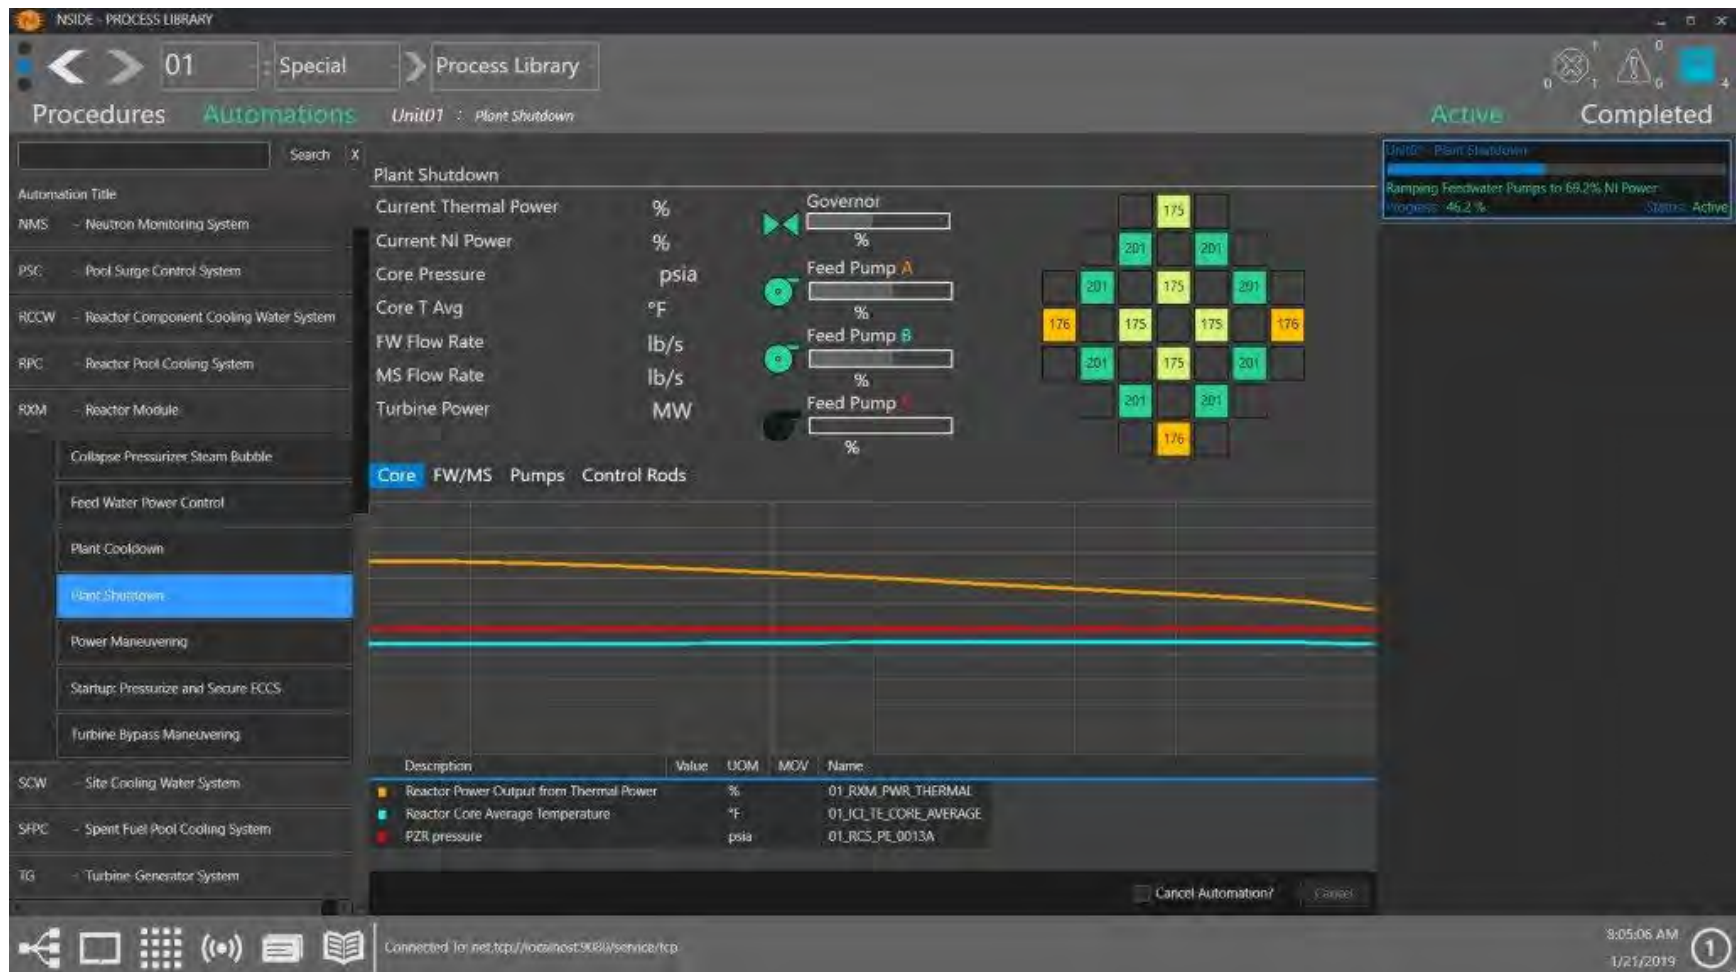 NSIDE - PROCESS LIBRARY
01 : Special Process Library
0 1 1 0 0 4
Procedures Automations Unit01 : Plant Shutdown Active Completed
Search X
Automation Title
NMS - Neutron Monitoring System
PSC - Pool Surge Control System
RCCW - Reactor Component Cooling Water System
RPC - Reactor Pool Cooling System
RXM - Reactor Module
Collapse Pressurizer Steam Bubble
Feed Water Power Control
Plant Cooldown
Plant Shutdown
Power Maneuvering
Startup: Pressurize and Secure ECCS
Turbine Bypass Maneuvering
SCW - Site Cooling Water System
SFPC - Spent Fuel Pool Cooling System
TG - Turbine-Generator System
Plant Shutdown
Current Thermal Power %
Current NI Power %
Core Pressure psia
Core T Avg °F
FW Flow Rate lb/s
MS Flow Rate lb/s
Turbine Power MW
Governor
%
Feed Pump A
%
Feed Pump B
%
Feed Pump
%
175
201 201
201 175 201
176 175 175 176
201 175 201
201 201
176
Core FW/MS Pumps Control Rods
Description Value UOM MOV Name
Reactor Power Output from Thermal Power % 01_RXM_PWR_THERMAL
Reactor Core Average Temperature °F 01_ICI_TE_CORE_AVERAGE
PZR pressure psia 01_RCS_PE_0013A
Cancel Automation? Cancel
Unit01 - Plant Shutdown
Ramping Feedwater Pumps to 69.2% NI Power
Progress: 46.2 % Status: Active
Connected To: net.tcp://localhost:9080/service/tcp
8:05:06 AM
1/21/2019
1